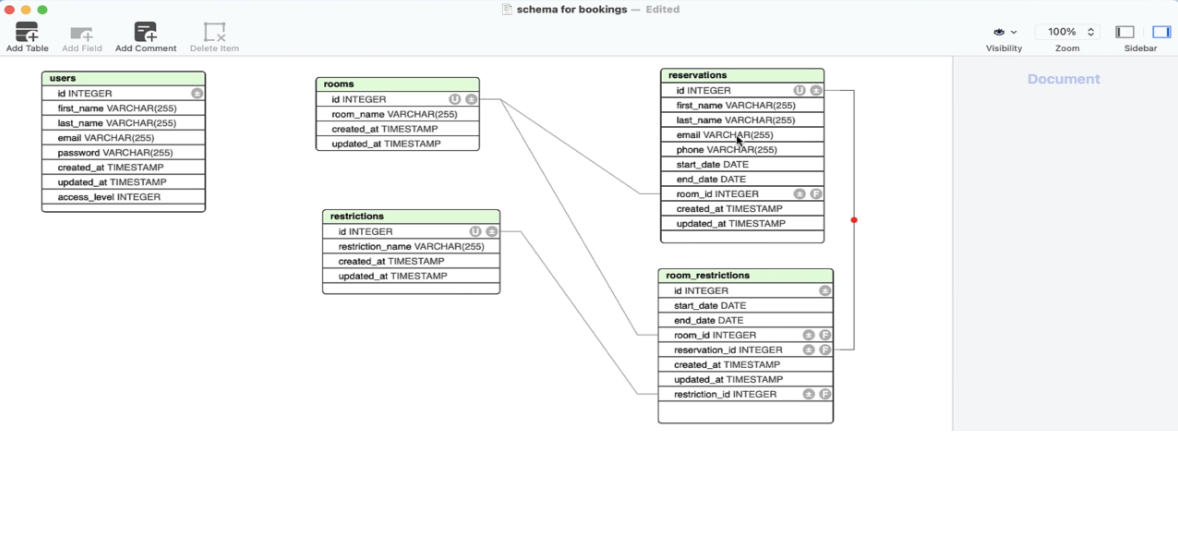 schema for bookings — Edited
Add Table
Add Field
Add Comment
Delete Item
Visibility
100%
Zoom
Sidebar
Document
users
id INTEGER
first_name VARCHAR(255)
last_name VARCHAR(255)
email VARCHAR(255)
password VARCHAR(255)
created_at TIMESTAMP
updated_at TIMESTAMP
access_level INTEGER
rooms
id INTEGER U
room_name VARCHAR(255)
created_at TIMESTAMP
updated_at TIMESTAMP
restrictions
id INTEGER U
restriction_name VARCHAR(255)
created_at TIMESTAMP
updated_at TIMESTAMP
reservations
id INTEGER U
first_name VARCHAR(255)
last_name VARCHAR(255)
email VARCHAR(255)
phone VARCHAR(255)
start_date DATE
end_date DATE
room_id INTEGER F
created_at TIMESTAMP
updated_at TIMESTAMP
room_restrictions
id INTEGER
start_date DATE
end_date DATE
room_id INTEGER F
reservation_id INTEGER F
created_at TIMESTAMP
updated_at TIMESTAMP
restriction_id INTEGER F